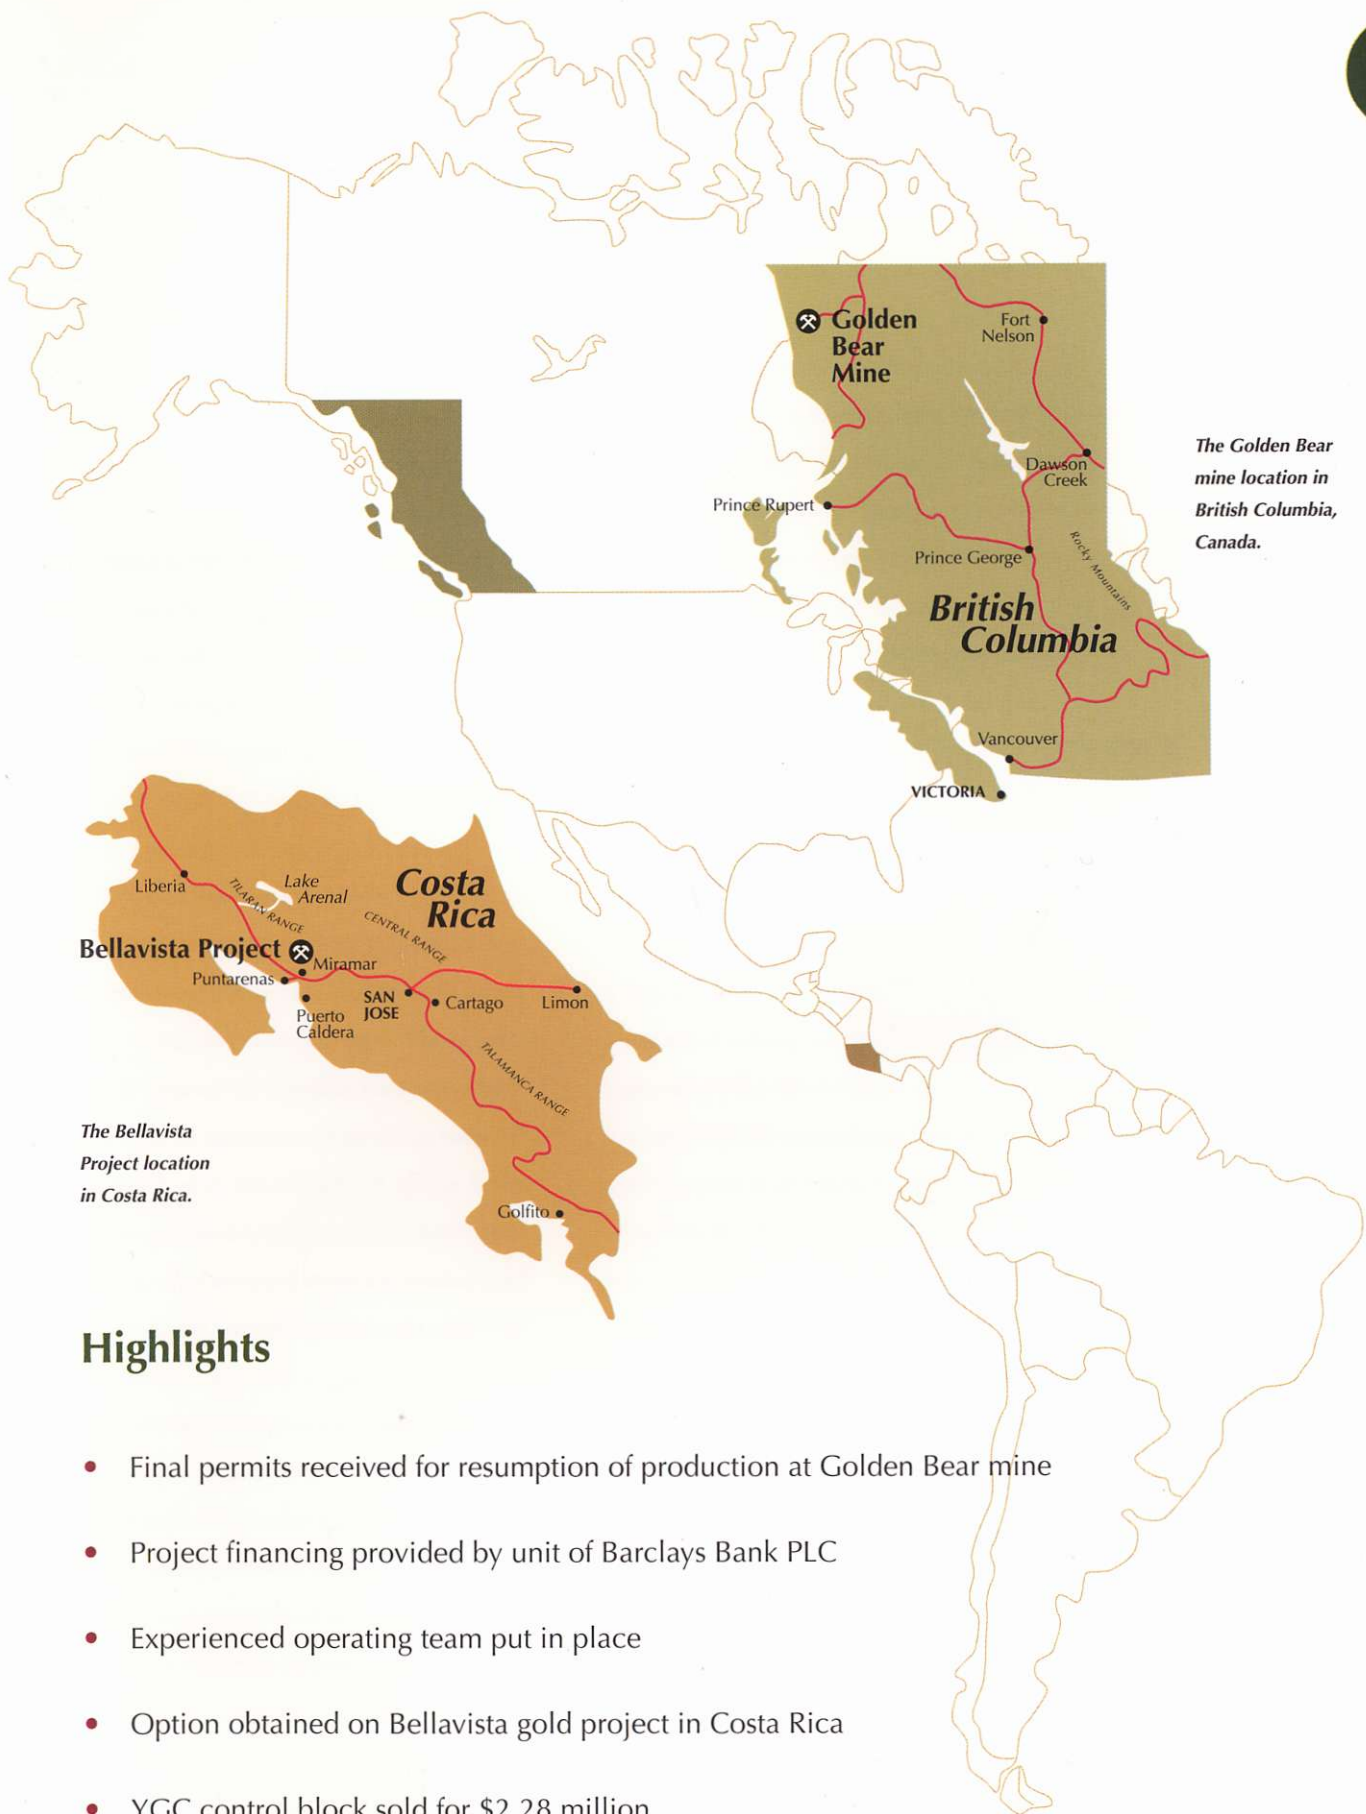 Golden
Bear
Mine
Fort
Nelson
Dawson
Creek
Prince Rupert
Prince George
Rocky Mountains
British
Columbia
Vancouver
VICTORIA
The Golden Bear
mine location in
British Columbia,
Canada.
Costa
Rica
Liberia
Lake
Arenal
TILARAN RANGE
CENTRAL RANGE
Bellavista Project
Miramar
Puntarenas
Puerto
Caldera
SAN
JOSE
Cartago
Limon
TALAMANCA RANGE
Golfito
The Bellavista
Project location
in Costa Rica.
Highlights
• Final permits received for resumption of production at Golden Bear mine
• Project financing provided by unit of Barclays Bank PLC
• Experienced operating team put in place
• Option obtained on Bellavista gold project in Costa Rica
• YGC control block sold for $2.28 million